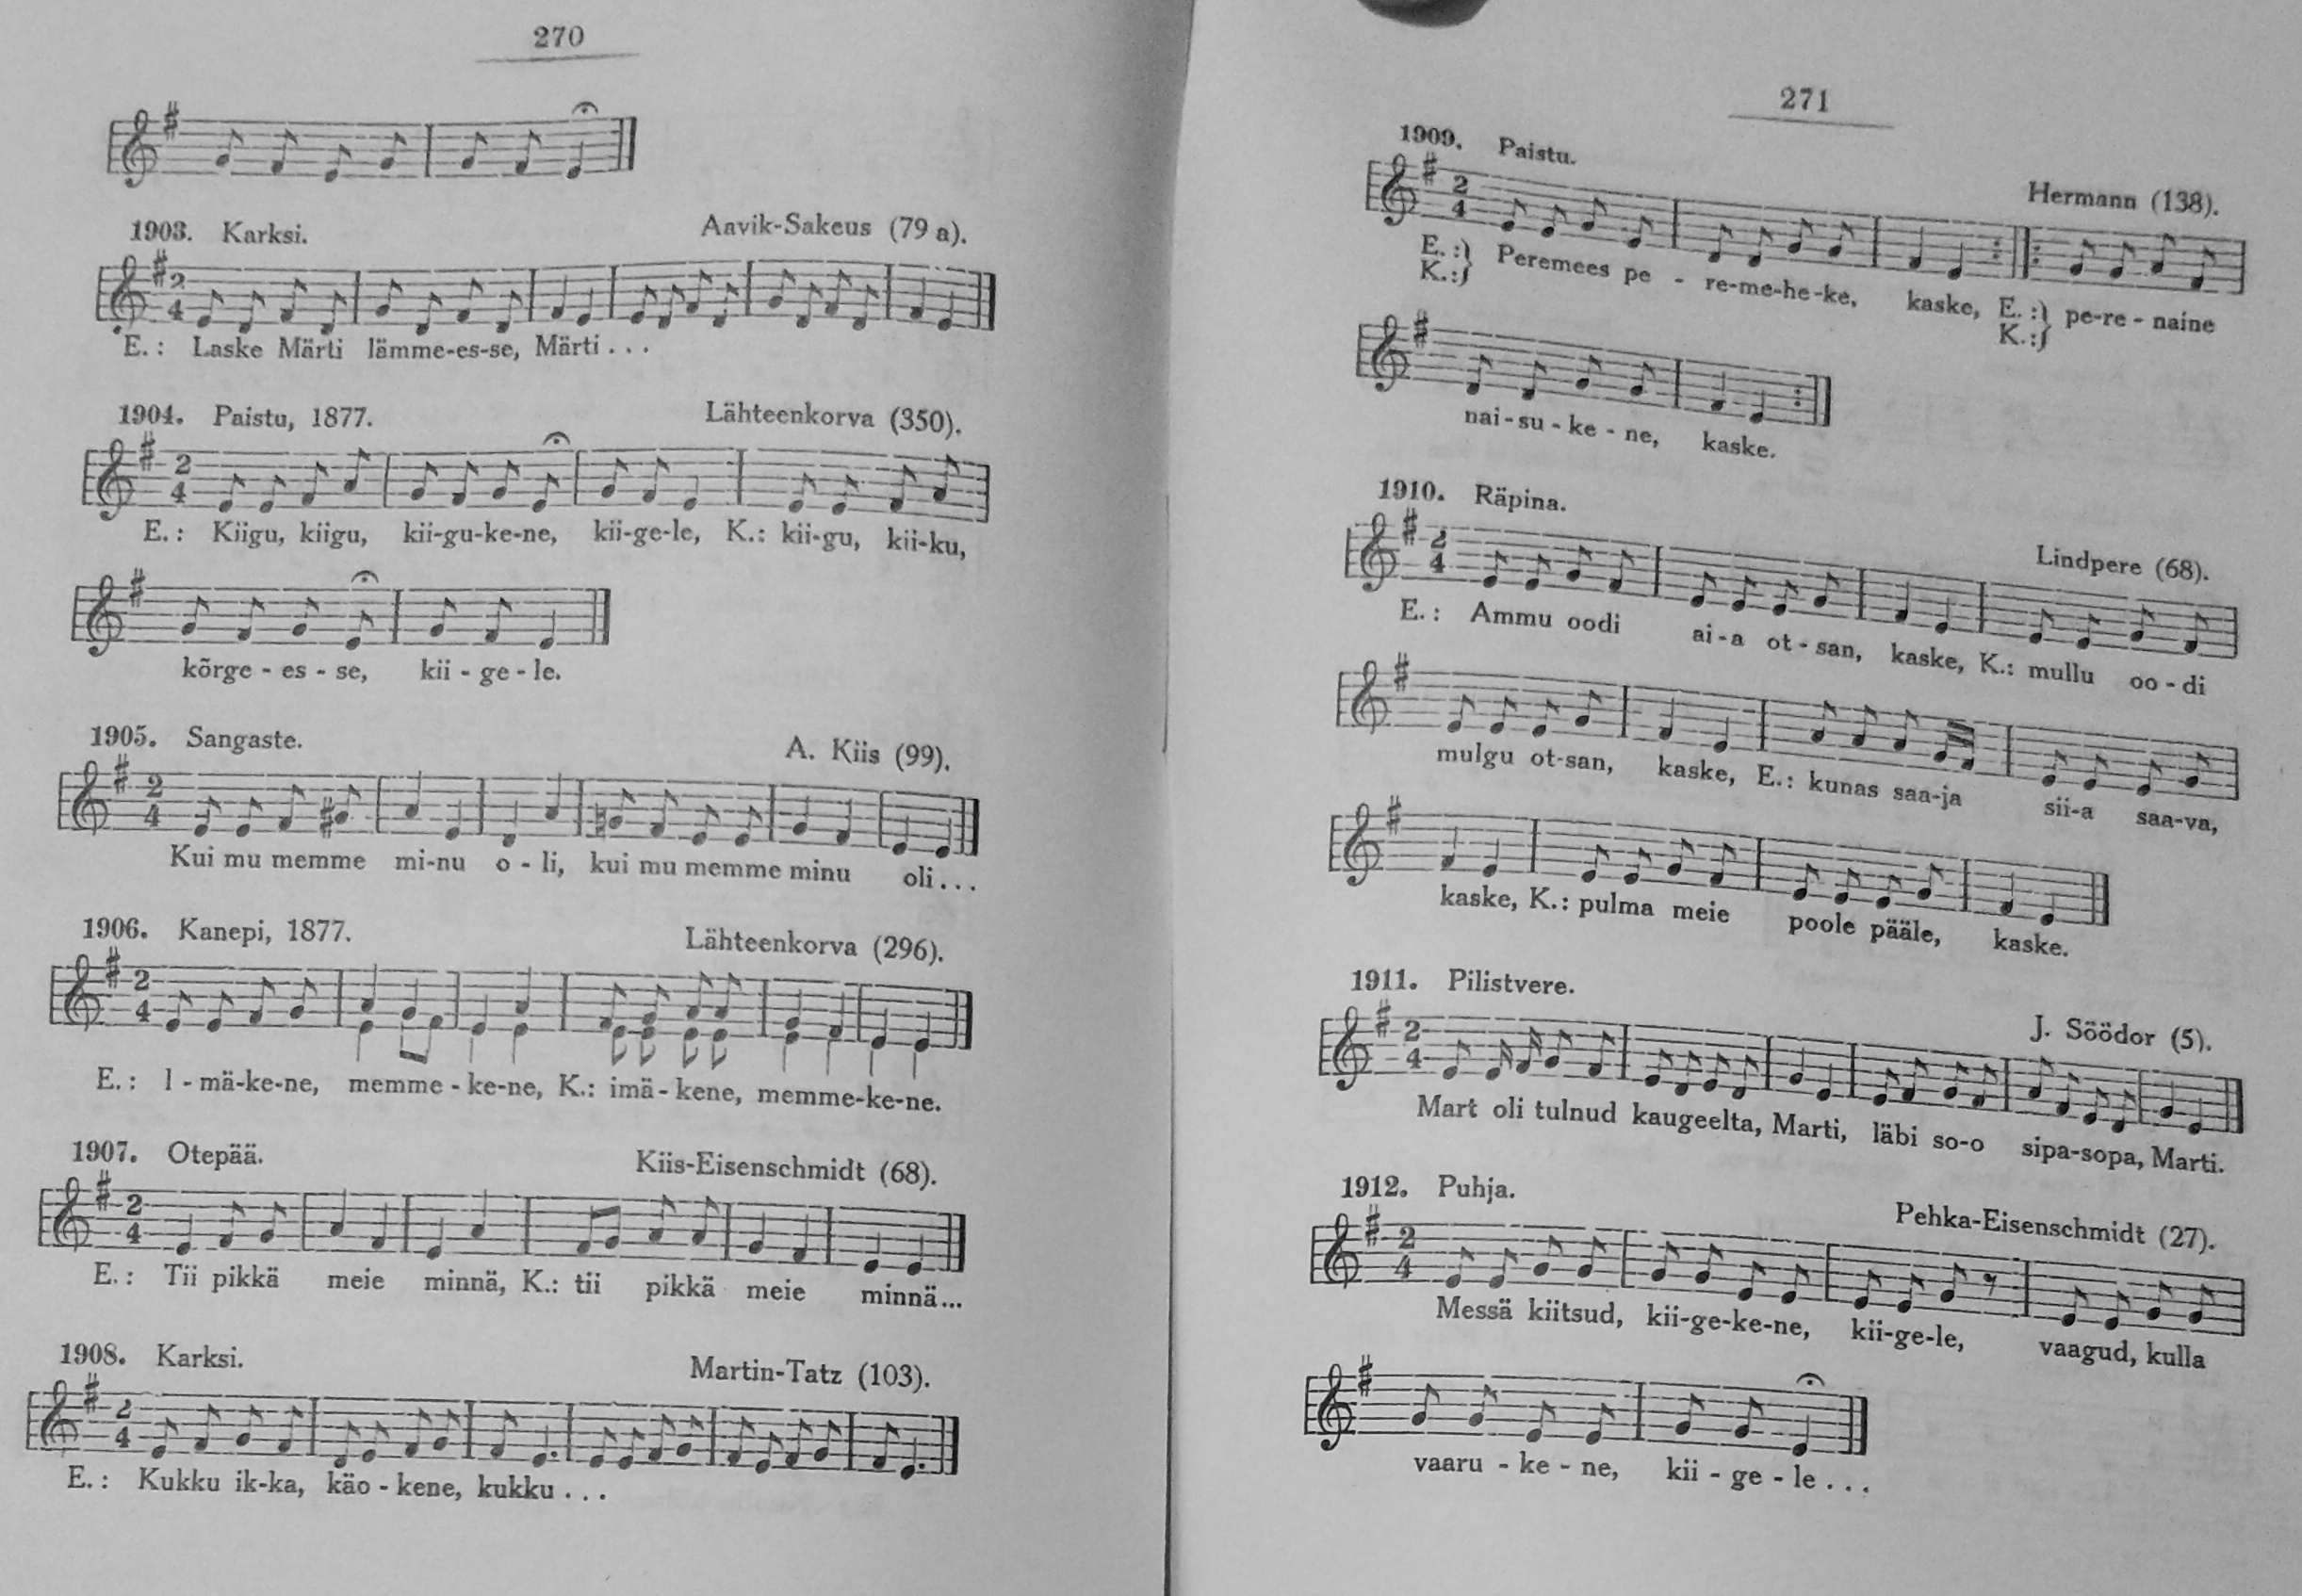 270
1903. Karksi. Aavik-Sakeus (79 a).
2
4
E. : Laske Märti lämme-es-se, Märti . . .
1904. Paistu, 1877. Lähteenkorva (350).
2
4
E. : Kiigu, kiigu, kii-gu-ke-ne, kii-ge-le, K.: kii-gu, kii-ku,
kõrge - es - se, kii - ge - le.
1905. Sangaste. A. Kiis (99).
2
4
Kui mu memme mi-nu o - li, kui mu memme minu oli . . .
1906. Kanepi, 1877. Lähteenkorva (296).
2
4
E. : I - mä-ke-ne, memme - ke-ne, K.: imä - kene, memme-ke-ne.
1907. Otepää. Kiis-Eisenschmidt (68).
2
4
E. : Tii pikkä meie minnä, K.: tii pikkä meie minnä...
1908. Karksi. Martin-Tatz (103).
2
4
E. : Kukku ik-ka, käo - kene, kukku . . .
271
1909. Paistu. Hermann (138).
2
4
E. :} Peremees pe - re-me-he-ke, kaske, E. :} pe-re - naine
K.:} K.:}
nai - su - ke - ne, kaske.
1910. Räpina. Lindpere (68).
2
4
E. : Ammu oodi ai - a ot - san, kaske, K.: mullu oo - di
mulgu ot-san, kaske, E. : kunas saa-ja sii-a saa-va,
kaske, K. : pulma meie poole pääle, kaske.
1911. Pilistvere. J. Söödor (5).
2
4
Mart oli tulnud kaugeelta, Marti, läbi so-o sipa-sopa, Marti.
1912. Puhja. Pehka-Eisenschmidt (27).
2
4
Messä kiitsud, kii-ge-ke-ne, kii-ge-le, vaagud, kulla
vaaru - ke - ne, kii - ge - le . . .